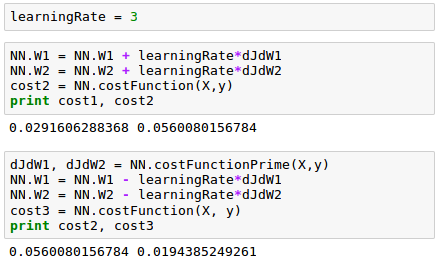 learningRate = 3
NN.W1 = NN.W1 + learningRate*dJdW1
NN.W2 = NN.W2 + learningRate*dJdW2
cost2 = NN.costFunction(X,y)
print cost1, cost2
0.0291606288368 0.0560080156784
dJdW1, dJdW2 = NN.costFunctionPrime(X,y)
NN.W1 = NN.W1 - learningRate*dJdW1
NN.W2 = NN.W2 - learningRate*dJdW2
cost3 = NN.costFunction(X, y)
print cost2, cost3
0.0560080156784 0.0194385249261